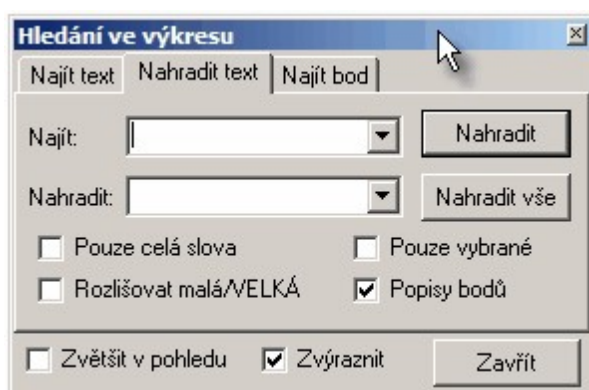 Hledání ve výkresu
Najít text Nahradit text Najít bod
Najít: Nahradit
Nahradit: Nahradit vše
Pouze celá slova Pouze vybrané
Rozlišovat malá/VELKÁ Popisy bodů
Zvětšit v pohledu Zvýraznit Zavřít